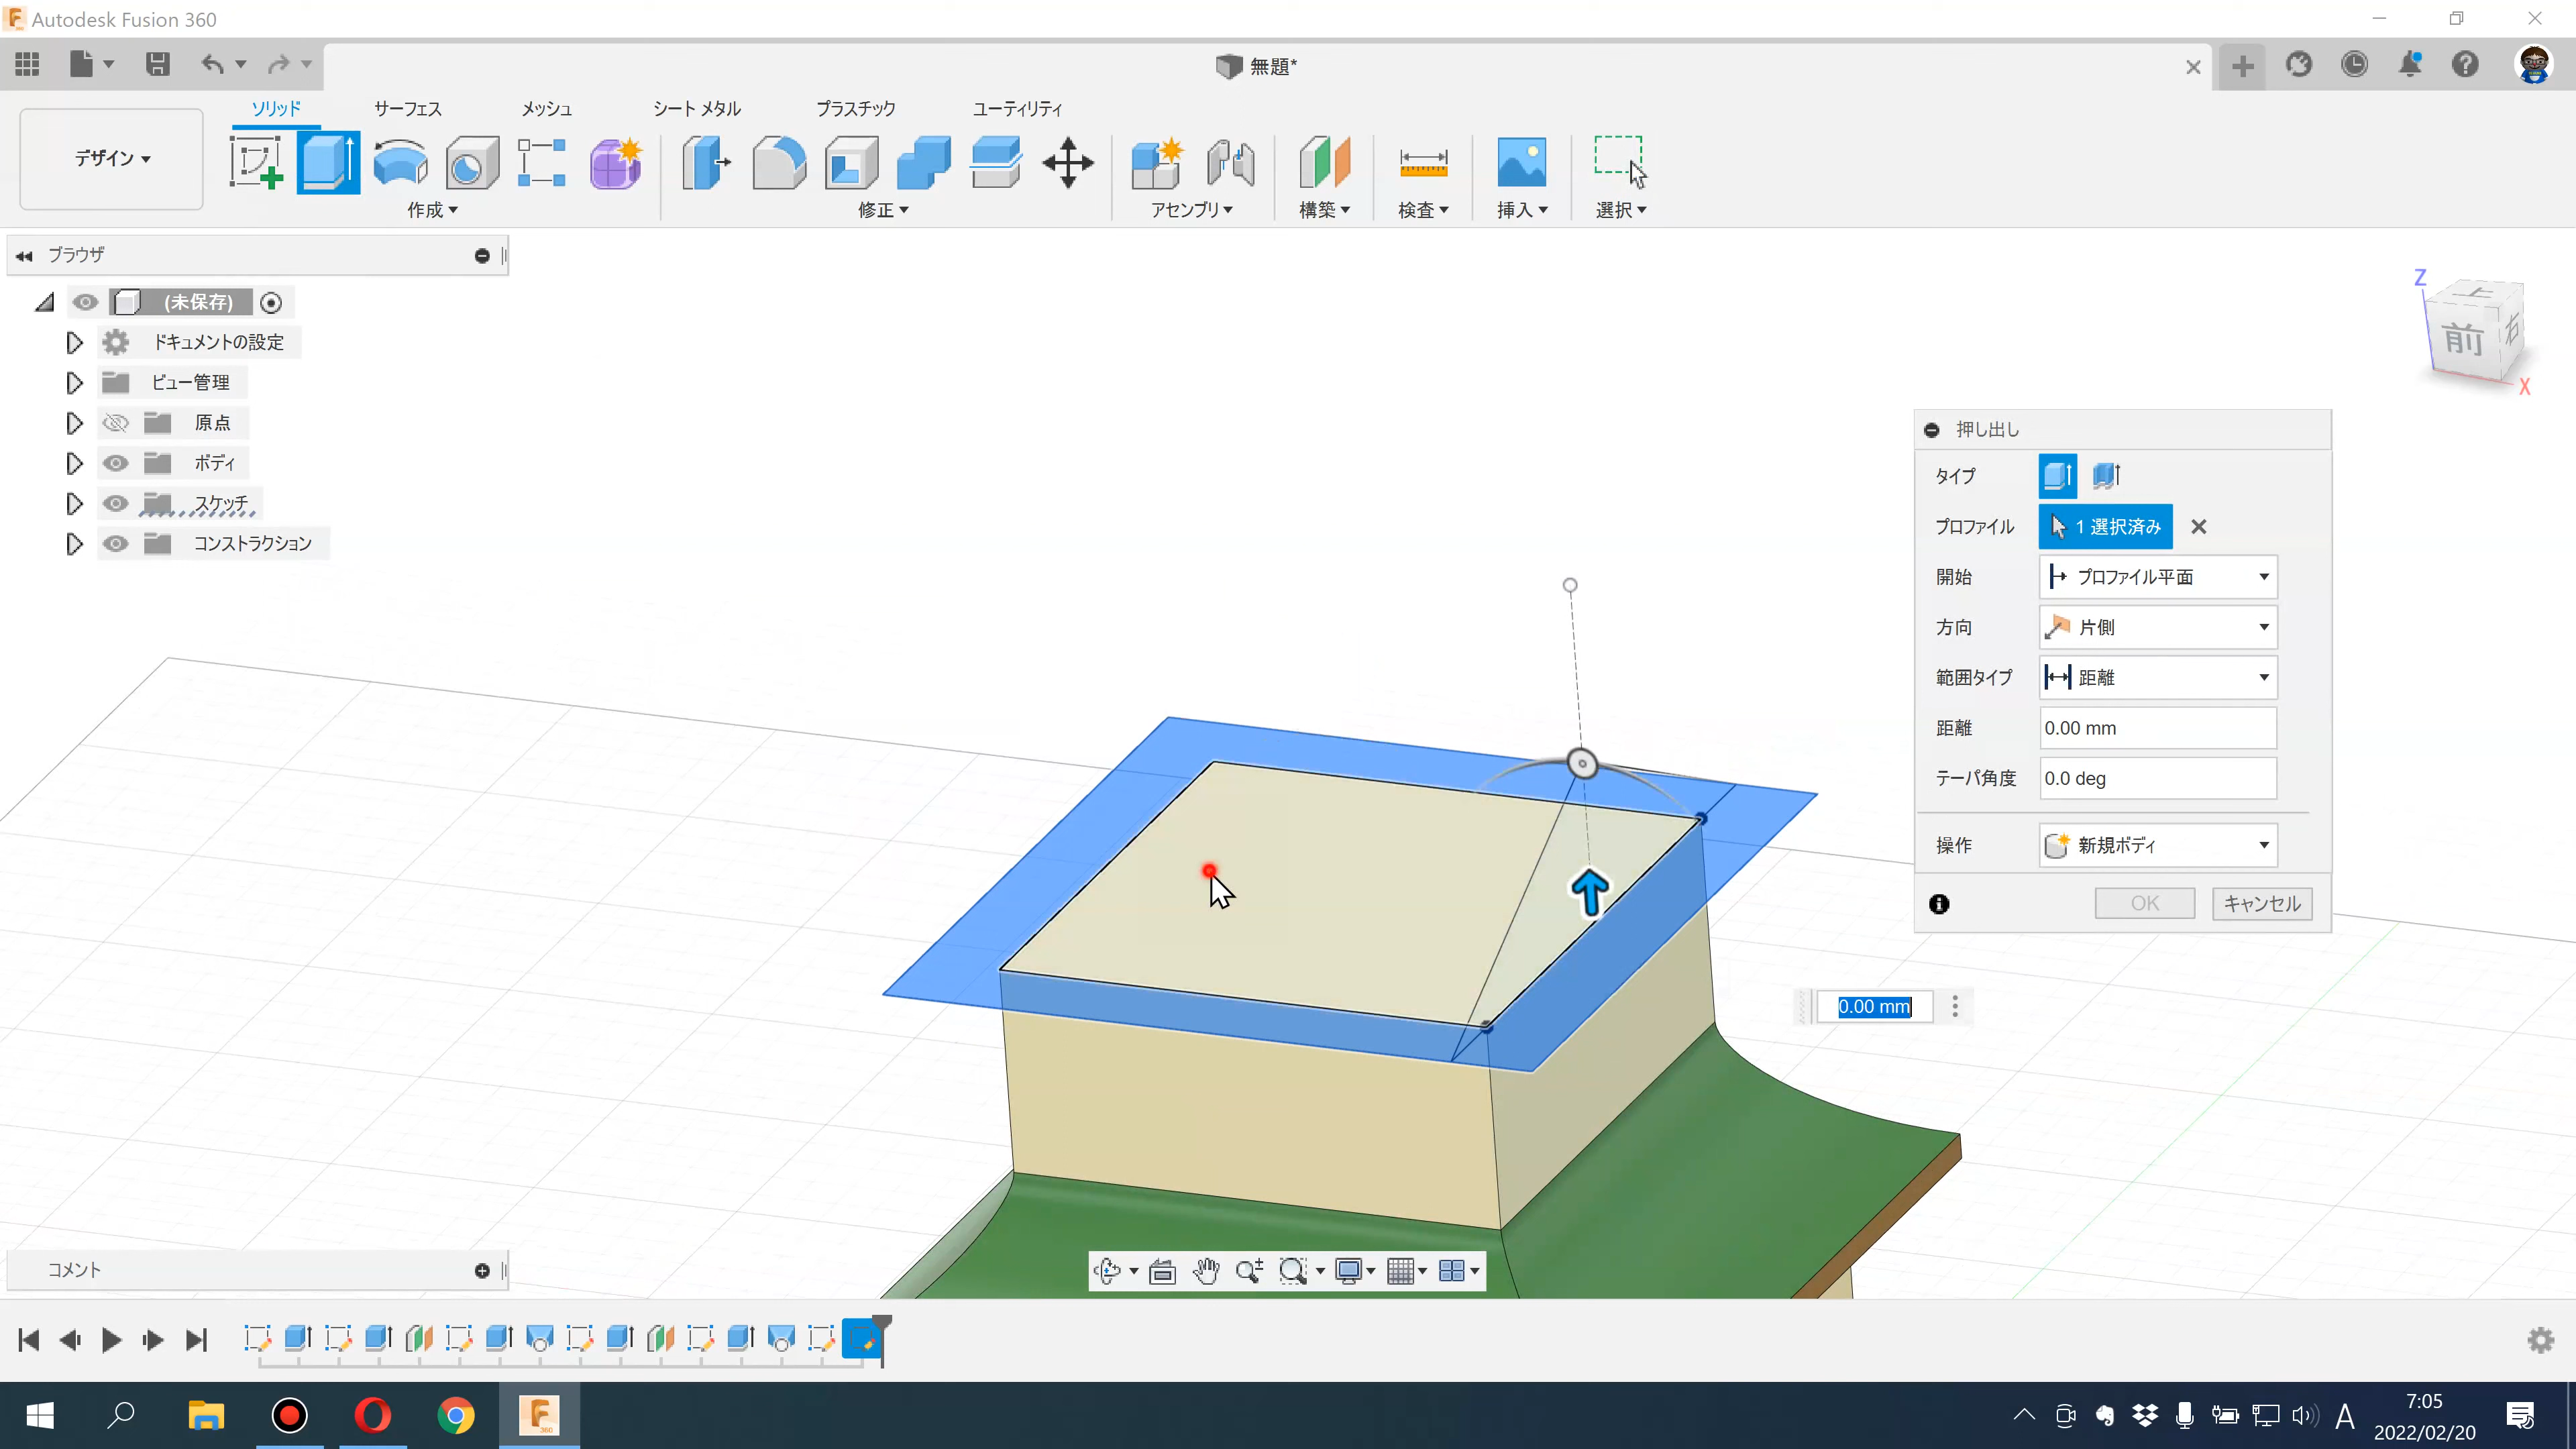 Autodesk Fusion 360
無題*
ソリッド サーフェス メッシュ シート メタル プラスチック ユーティリティ
デザイン
作成 修正 アセンブリ 構築 検査 挿入 選択
ブラウザ
(未保存)
ドキュメントの設定
ビュー管理
原点
ボディ
スケッチ
コンストラクション
Z
上
前
右
X
押し出し
タイプ
プロファイル 1 選択済み
開始 プロファイル平面
方向 片側
範囲タイプ 距離
距離 0.00 mm
テーパ角度 0.0 deg
操作 新規ボディ
OK キャンセル
0.00 mm
コメント
F
360
A
7:05
2022/02/20